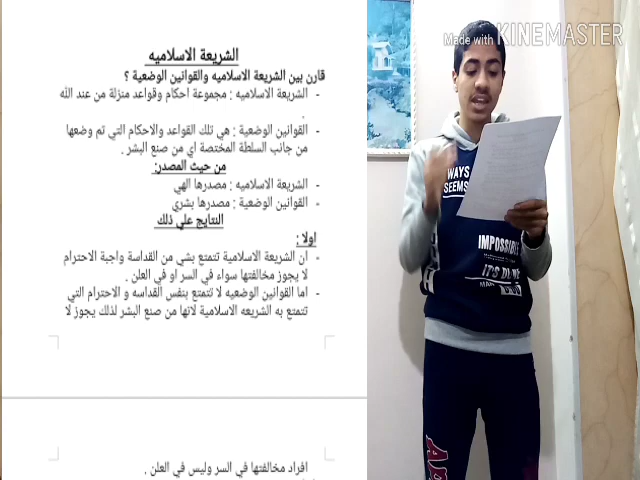 الشريعة الاسلاميه
قارن بين الشريعة الاسلاميه والقوانين الوضعية ؟
- الشريعة الاسلاميه : مجموعة احكام وقواعد منزلة من عند الله
.
- القوانين الوضعية : هي تلك القواعد والاحكام التي تم وضعها
من جانب السلطة المختصة اي من صنع البشر .
من حيث المصدر:
- الشريعة الاسلاميه : مصدرها الهي
- القوانين الوضعية : مصدرها بشري
النتايج علي ذلك
اولا :
- ان الشريعة الاسلامية تتمتع بشي من القداسة واجبة الاحترام
لا يجوز مخالفتها سواء في السر او في العلن .
- اما القوانين الوضعيه لا تتمتع بنفس القداسه و الاحترام التي
تتمتع به الشريعه الاسلامية لانها من صنع البشر لذلك يجوز لا
افراد مخالفتها في السر وليس في العلن .
Made with KINEMASTER
WAYS
SEEMS
IMPOSSIBLE
IT'S